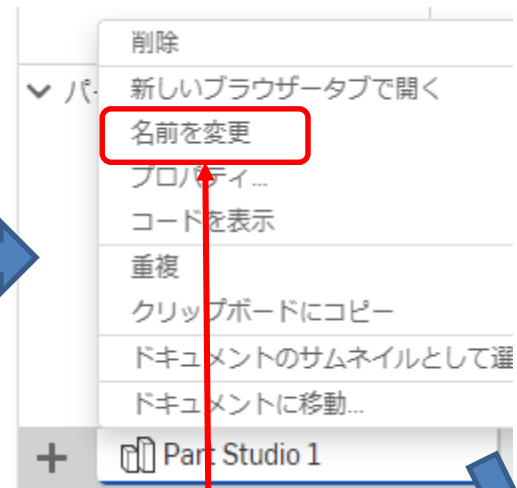 削除
パ
新しいブラウザータブで開く
名前を変更
プロパティ...
コードを表示
重複
クリップボードにコピー
ドキュメントのサムネイルとして選
ドキュメントに移動...
+ Part Studio 1